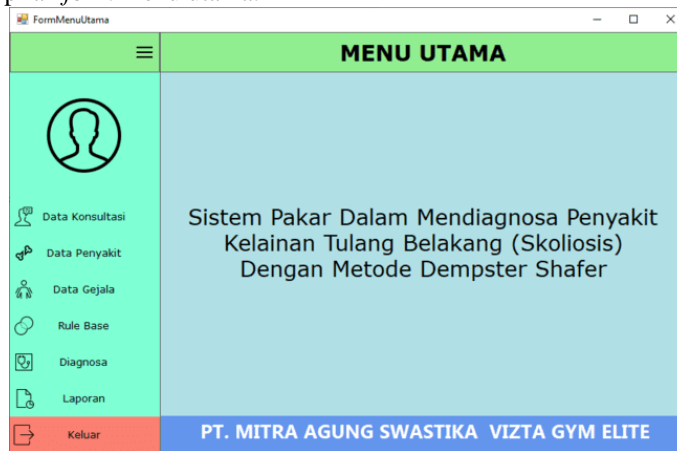 FormMenuUtama
MENU UTAMA
Data Konsultasi
Data Penyakit
Data Gejala
Rule Base
Diagnosa
Laporan
Keluar
Sistem Pakar Dalam Mendiagnosa Penyakit
Kelainan Tulang Belakang (Skoliosis)
Dengan Metode Dempster Shafer
PT. MITRA AGUNG SWASTIKA VIZTA GYM ELITE